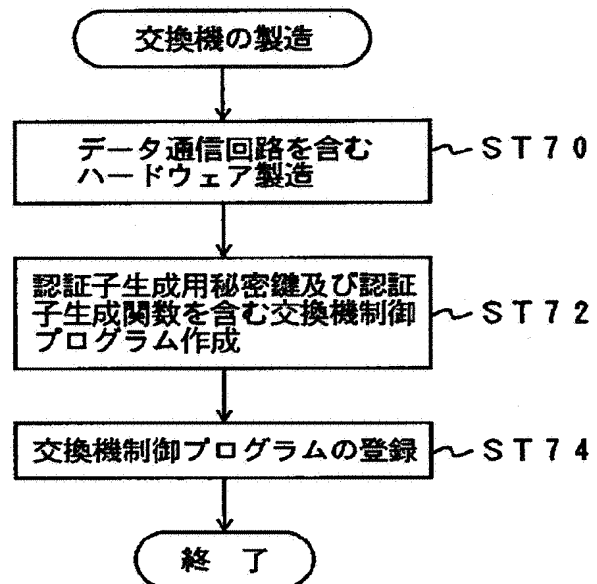 交換機の製造
データ通信回路を含む
ハードウェア製造
ST70
認証子生成用秘密鍵及び認証
子生成関数を含む交換機制御
プログラム作成
ST72
交換機制御プログラムの登録
ST74
終 了